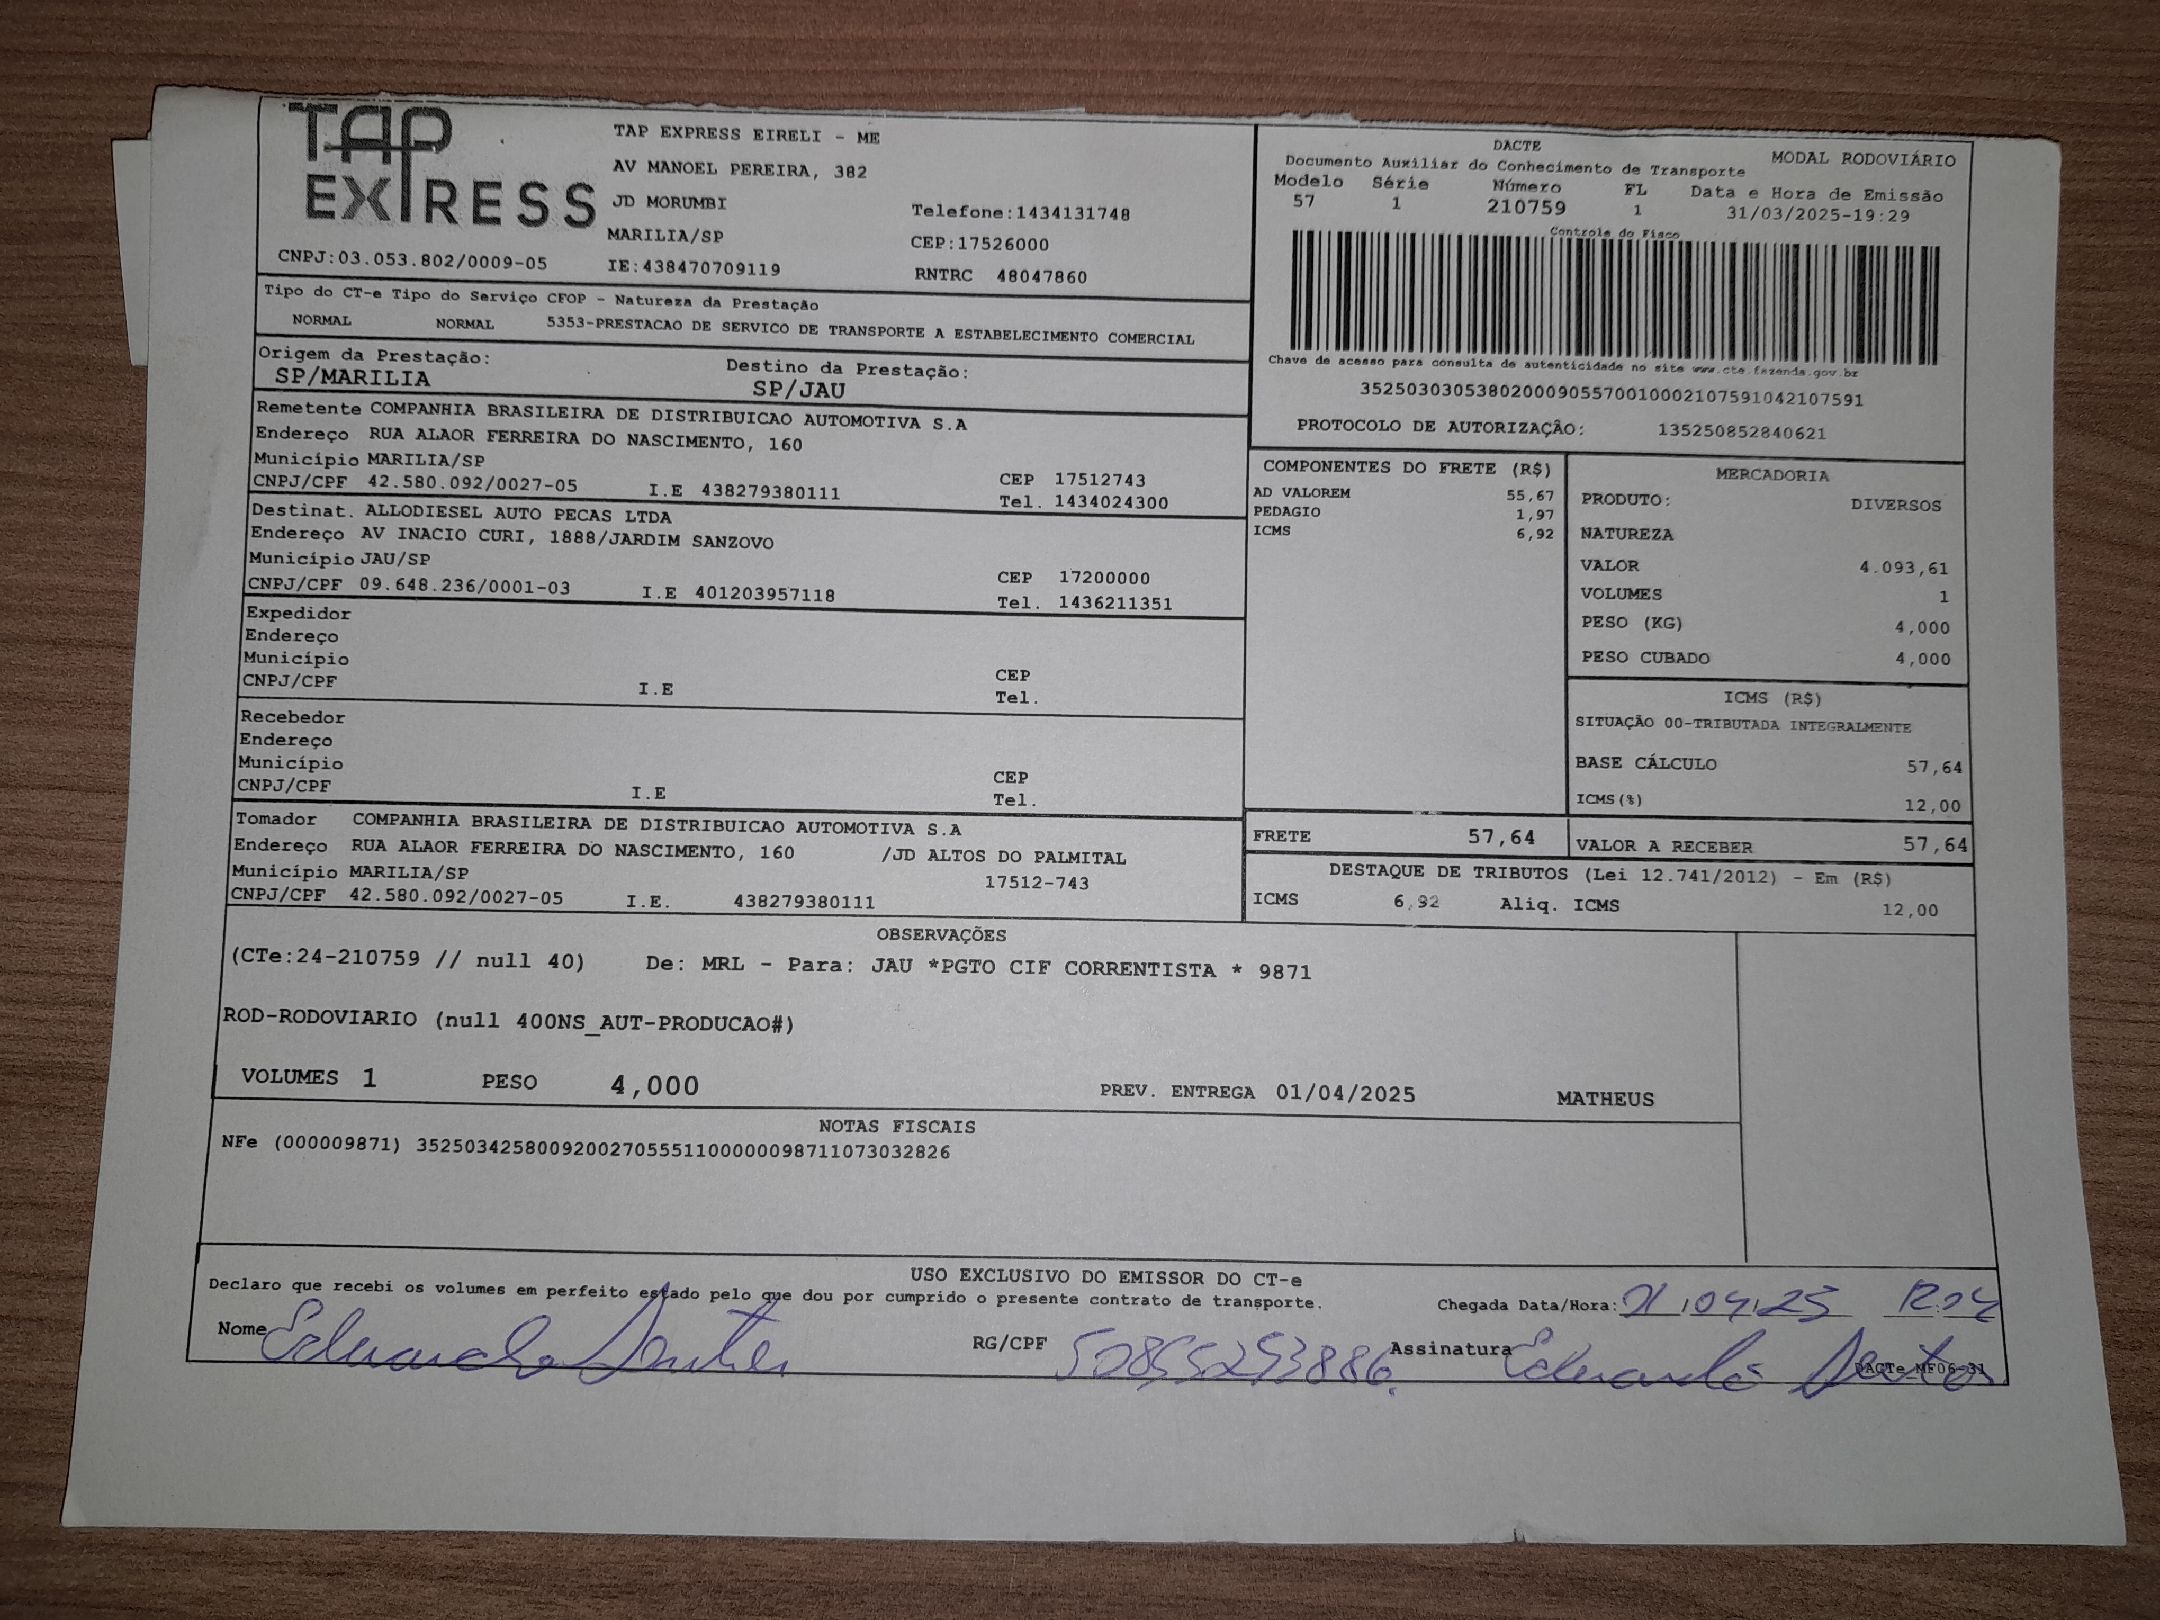 TAP
EXPRESS
TAP EXPRESS EIRELI - ME
AV MANOEL PEREIRA, 382
JD MORUMBI
Telefone:1434131748
MARILIA/SP
CEP:17526000
CNPJ:03.053.802/0009-05
IE:438470709119
RNTRC 48047860
DACTE
MODAL RODOVIÁRIO
Documento Auxiliar do Conhecimento de Transporte
Modelo Série Número FL Data e Hora de Emissão
57 1 210759 1 31/03/2025-19:29
Controle do Fisco
Chave de acesso para consulta de autenticidade no site www.cte.fazenda.gov.br
35250303053802000905570010002107591042107591
PROTOCOLO DE AUTORIZAÇÃO: 135250852840621
Tipo do CT-e Tipo do Serviço CFOP - Natureza da Prestação
NORMAL NORMAL 5353-PRESTACAO DE SERVICO DE TRANSPORTE A ESTABELECIMENTO COMERCIAL
Origem da Prestação: Destino da Prestação:
SP/MARILIA SP/JAU
Remetente COMPANHIA BRASILEIRA DE DISTRIBUICAO AUTOMOTIVA S.A
Endereço RUA ALAOR FERREIRA DO NASCIMENTO, 160
Município MARILIA/SP CEP 17512743
CNPJ/CPF 42.580.092/0027-05 I.E 438279380111 Tel. 1434024300
Destinat. ALLODIESEL AUTO PECAS LTDA
Endereço AV INACIO CURI, 1888/JARDIM SANZOVO
Município JAU/SP CEP 17200000
CNPJ/CPF 09.648.236/0001-03 I.E 401203957118 Tel. 1436211351
Expedidor
Endereço
Município CEP
CNPJ/CPF I.E Tel.
Recebedor
Endereço
Município CEP
CNPJ/CPF I.E Tel.
Tomador COMPANHIA BRASILEIRA DE DISTRIBUICAO AUTOMOTIVA S.A
Endereço RUA ALAOR FERREIRA DO NASCIMENTO, 160 /JD ALTOS DO PALMITAL
Município MARILIA/SP 17512-743
CNPJ/CPF 42.580.092/0027-05 I.E. 438279380111
COMPONENTES DO FRETE (R$)
AD VALOREM 55,67
PEDAGIO 1,97
ICMS 6,92
MERCADORIA
PRODUTO: DIVERSOS
NATUREZA
VALOR 4.093,61
VOLUMES 1
PESO (KG) 4,000
PESO CUBADO 4,000
ICMS (R$)
SITUAÇÃO 00-TRIBUTADA INTEGRALMENTE
BASE CÁLCULO 57,64
ICMS(%) 12,00
FRETE 57,64 VALOR A RECEBER 57,64
DESTAQUE DE TRIBUTOS (Lei 12.741/2012) - Em (R$)
ICMS 6,92 Aliq. ICMS 12,00
OBSERVAÇÕES
(CTe:24-210759 // null 40) De: MRL - Para: JAU *PGTO CIF CORRENTISTA * 9871
ROD-RODOVIARIO (null 400NS_AUT-PRODUCAO#)
VOLUMES 1 PESO 4,000 PREV. ENTREGA 01/04/2025 MATHEUS
NOTAS FISCAIS
NFe (000009871) 35250342580092002705551100000098711073032826
USO EXCLUSIVO DO EMISSOR DO CT-e
Declaro que recebi os volumes em perfeito estado pelo que dou por cumprido o presente contrato de transporte.
Chegada Data/Hora: 01/04/25 12:04
Nome Eduardo Santos RG/CPF 50855253886. Assinatura Eduardo Santos
DACTe_MF06-31